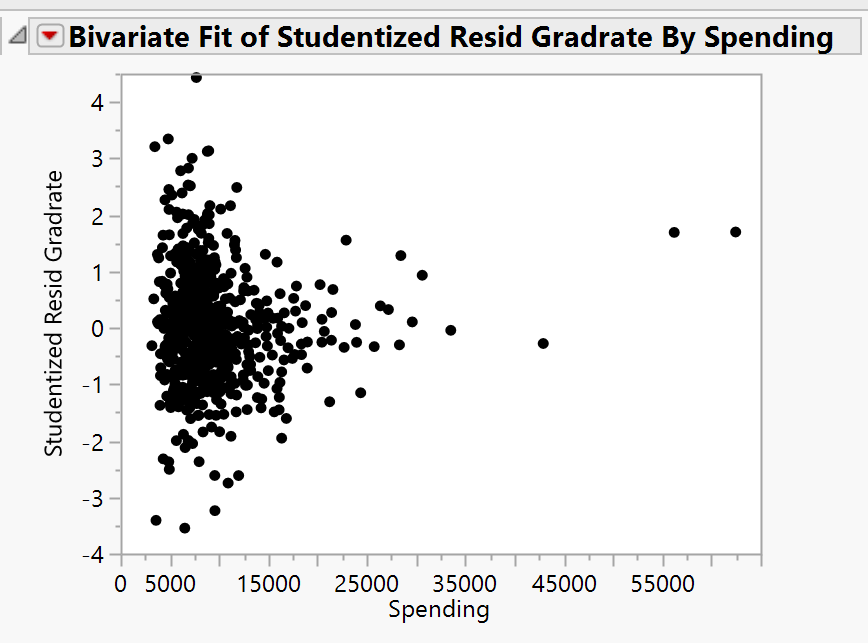 Bivariate Fit of Studentized Resid Gradrate By Spending
Studentized Resid Gradrate
4
3
2
1
0
-1
-2
-3
-4
0 5000 15000 25000 35000 45000 55000
Spending